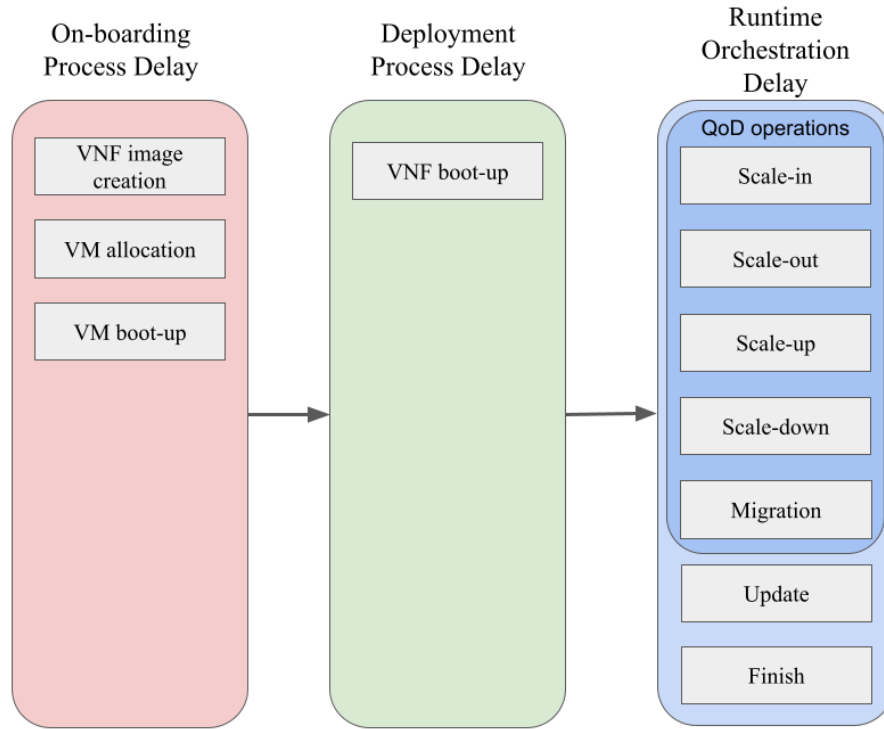 On-boarding
Process Delay
VNF image
creation
VM allocation
VM boot-up
Deployment
Process Delay
VNF boot-up
Runtime
Orchestration
Delay
QoD operations
Scale-in
Scale-out
Scale-up
Scale-down
Migration
Update
Finish